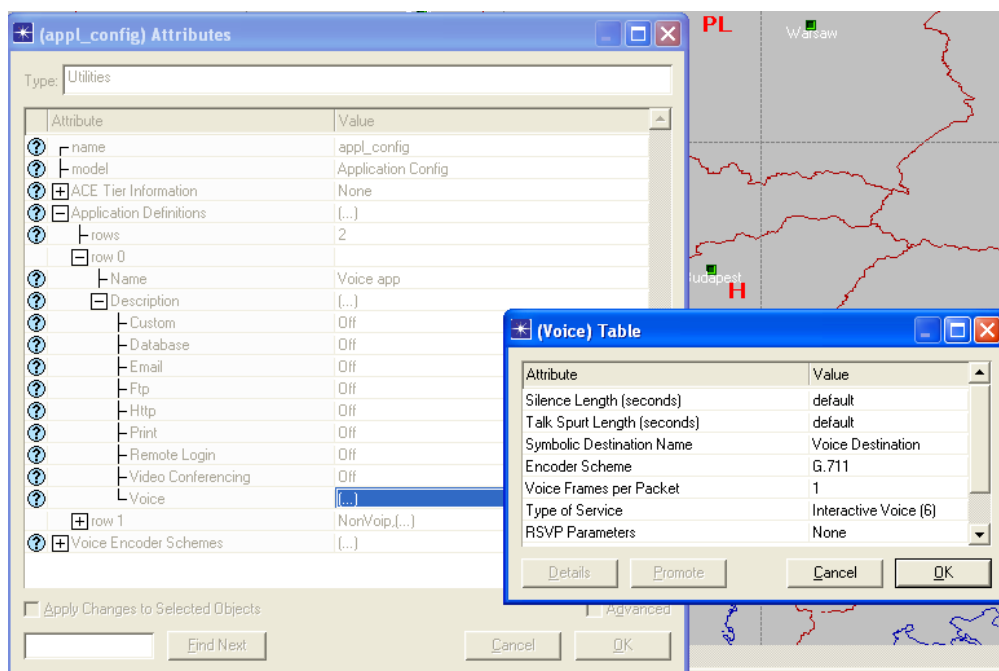 (appl_config) Attributes
Type: Utilities
Attribute Value
name appl_config
model Application Config
ACE Tier Information None
Application Definitions (...)
rows 2
row 0
Name Voice app
Description (...)
Custom Off
Database Off
Email Off
Ftp Off
Http Off
Print Off
Remote Login Off
Video Conferencing Off
Voice (...)
row 1 NonVoip,(...)
Voice Encoder Schemes (...)
Apply Changes to Selected Objects
Advanced
Find Next Cancel OK
PL
Warsaw
udapest
H
(Voice) Table
Attribute Value
Silence Length (seconds) default
Talk Spurt Length (seconds) default
Symbolic Destination Name Voice Destination
Encoder Scheme G.711
Voice Frames per Packet 1
Type of Service Interactive Voice (6)
RSVP Parameters None
Details Promote Cancel OK